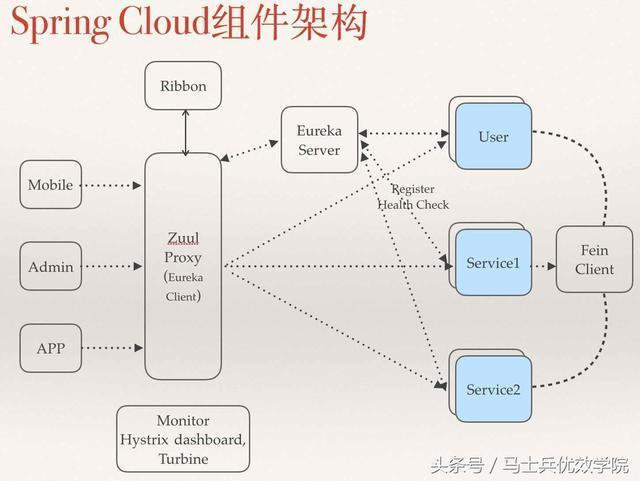 Spring Cloud组件架构
Ribbon
Eureka
Server
User
Mobile
Register
Health Check
Zuul
Proxy
(Eureka
Client)
Admin
Service1
Fein
Client
APP
Service2
Monitor
Hystrix dashboard,
Turbine
头条号／马士兵优效学院